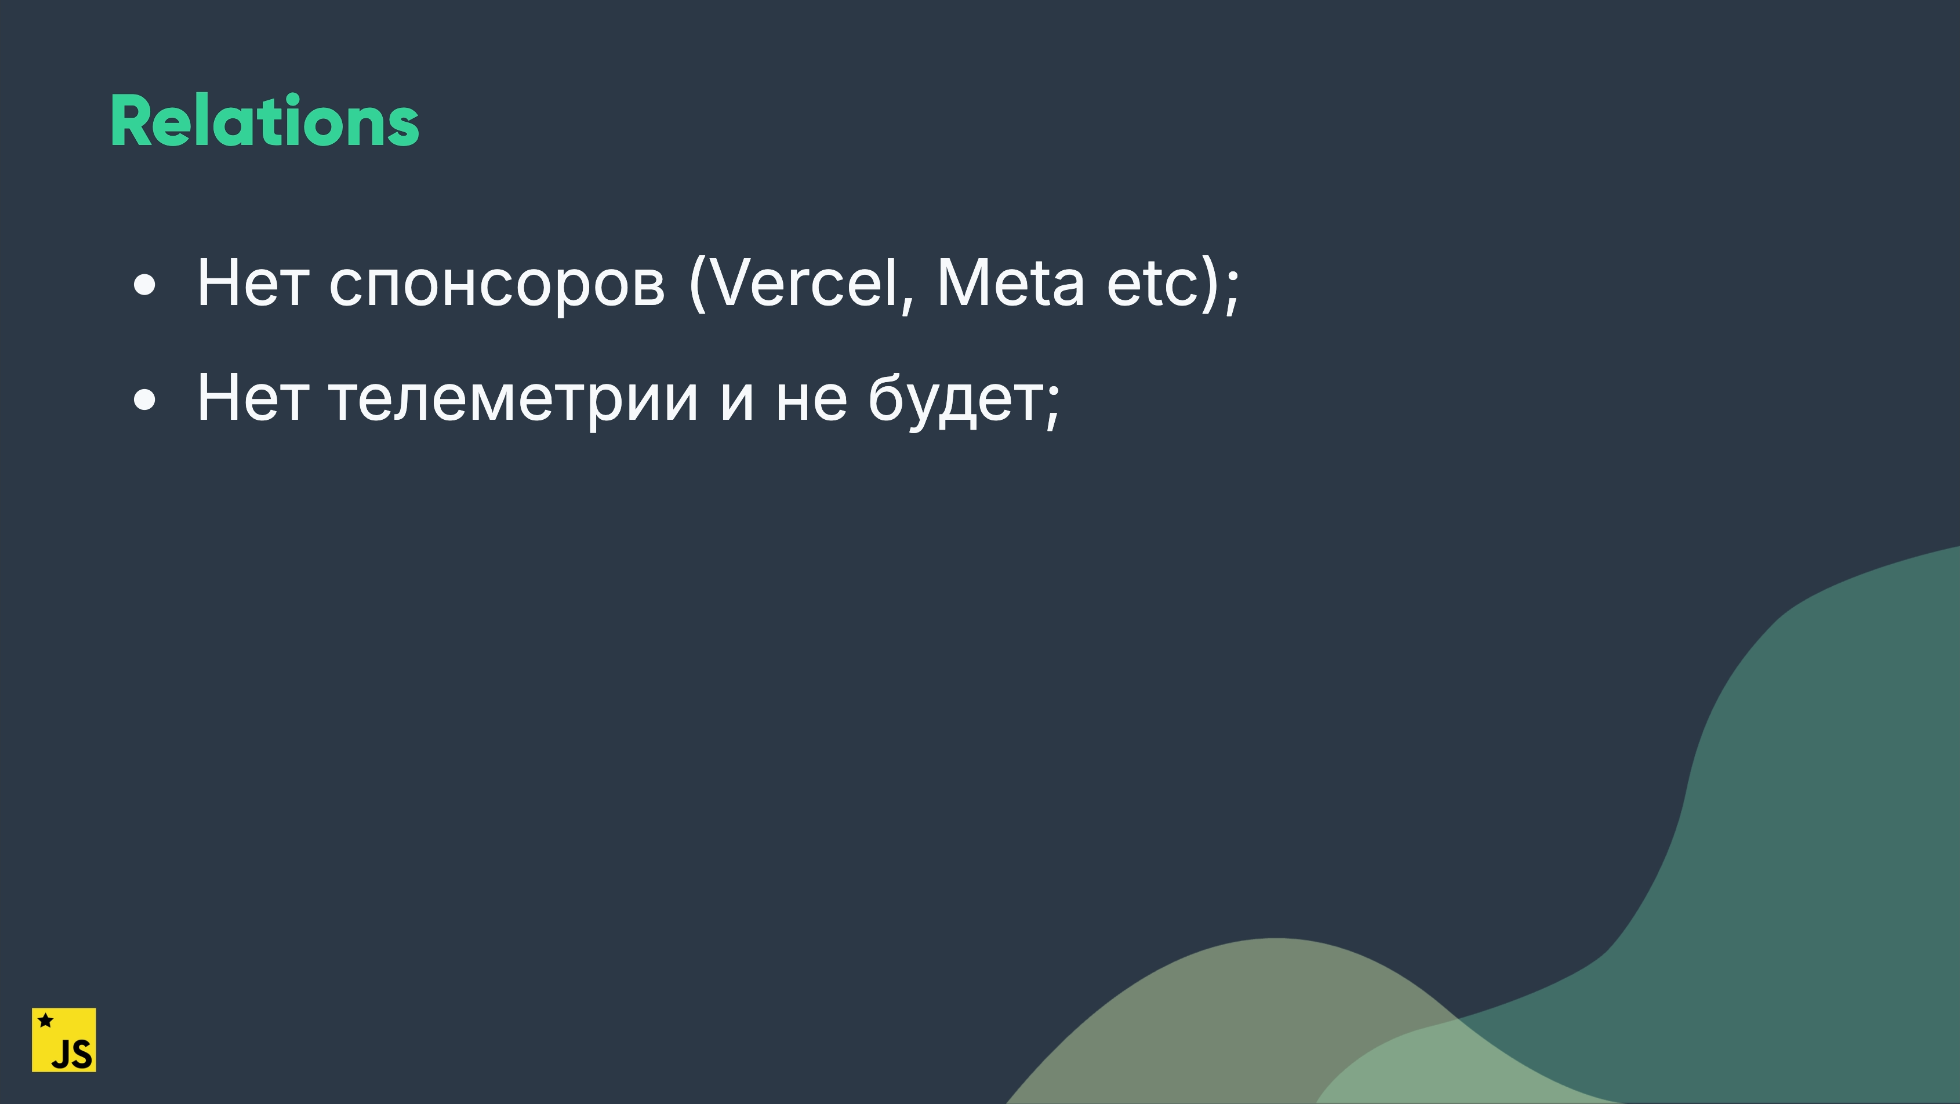 Relations
• Нет спонсоров (Vercel, Meta etc);
• Нет телеметрии и не будет;
JS